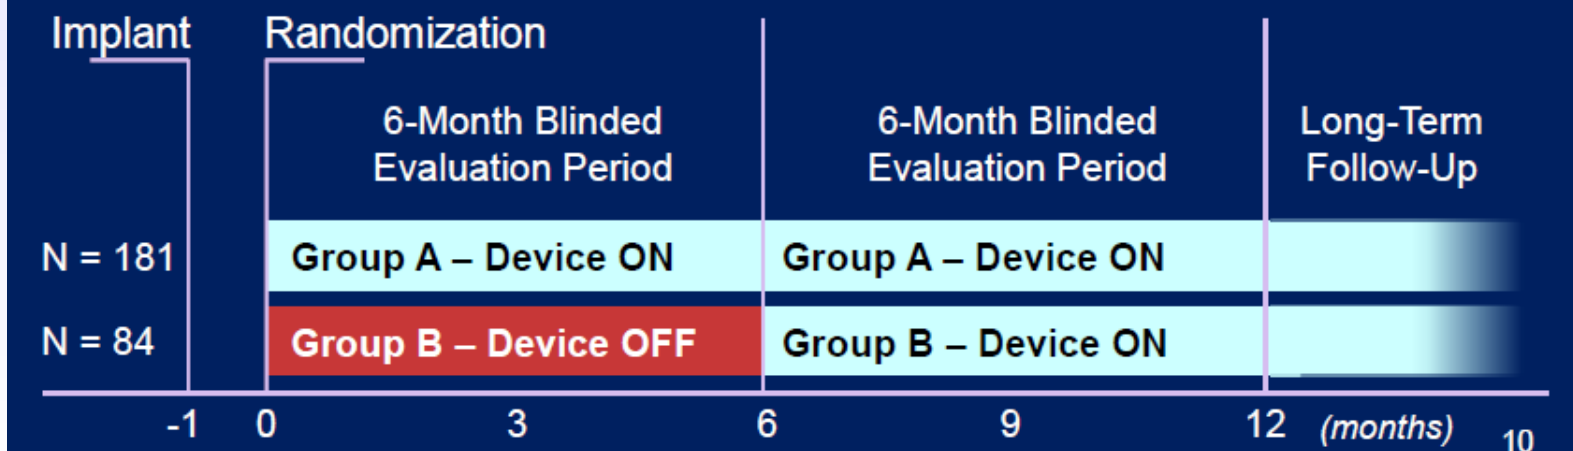 Implant
Randomization
6-Month Blinded
Evaluation Period
6-Month Blinded
Evaluation Period
Long-Term
Follow-Up
N = 181
Group A – Device ON
Group A – Device ON
N = 84
Group B – Device OFF
Group B – Device ON
-1 0 3 6 9 12 (months)
10